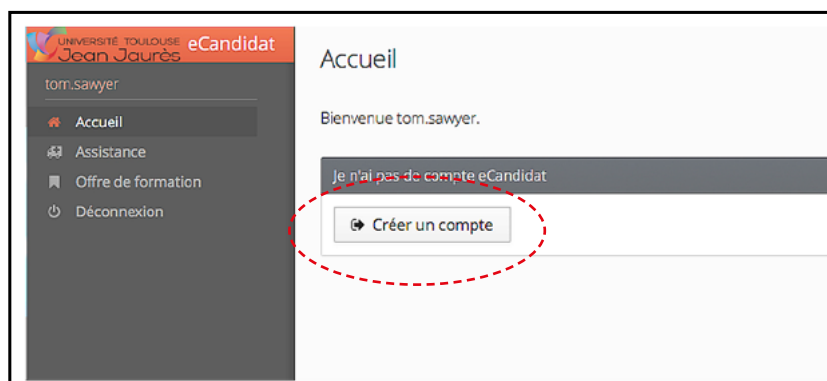 UNIVERSITÉ TOULOUSE
Jean Jaurès
eCandidat
tom.sawyer
Accueil
Assistance
Offre de formation
Déconnexion
Accueil
Bienvenue tom.sawyer.
Je n'ai pas de compte eCandidat
Créer un compte